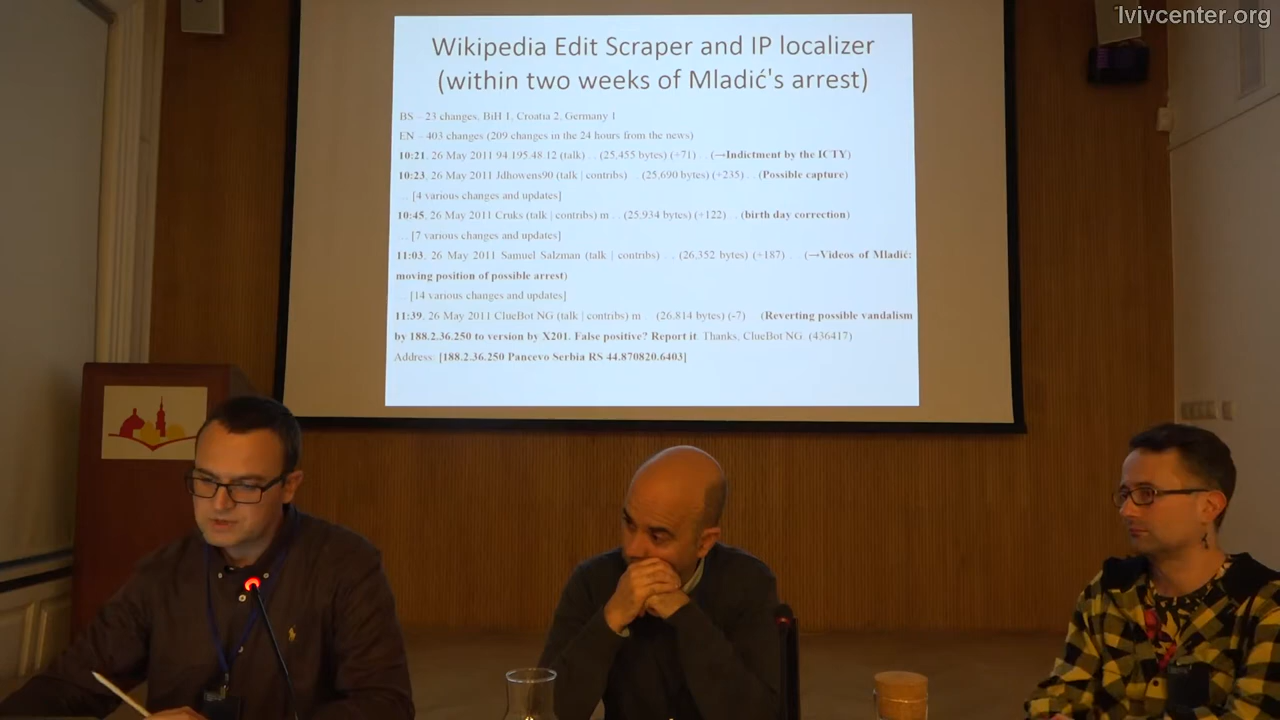 lvivcenter.org
Wikipedia Edit Scraper and IP localizer
(within two weeks of Mladić's arrest)
BS – 23 changes, BiH 1, Croatia 2, Germany 1
EN – 403 changes (209 changes in the 24 hours from the news)
10:21, 26 May 2011 94.195.48.12 (talk) . . (25,455 bytes) (+71) . . (→Indictment by the ICTY)
10:23, 26 May 2011 Jdhowens90 (talk | contribs) . . (25,690 bytes) (+235) . . (Possible capture)
... [4 various changes and updates]
10:45, 26 May 2011 Cruks (talk | contribs) m . . (25,934 bytes) (+122) . . (birth day correction)
... [7 various changes and updates]
11:03, 26 May 2011 Samuel Salzman (talk | contribs) . . (26,352 bytes) (+187) . . (→Videos of Mladić:
moving position of possible arrest)
... [14 various changes and updates]
11:39, 26 May 2011 ClueBot NG (talk | contribs) m . . (26,814 bytes) (-7) . . (Reverting possible vandalism
by 188.2.36.250 to version by X201. False positive? Report it. Thanks, ClueBot NG. (436417)
Address: [188.2.36.250 Pancevo Serbia RS 44.870820.6403]